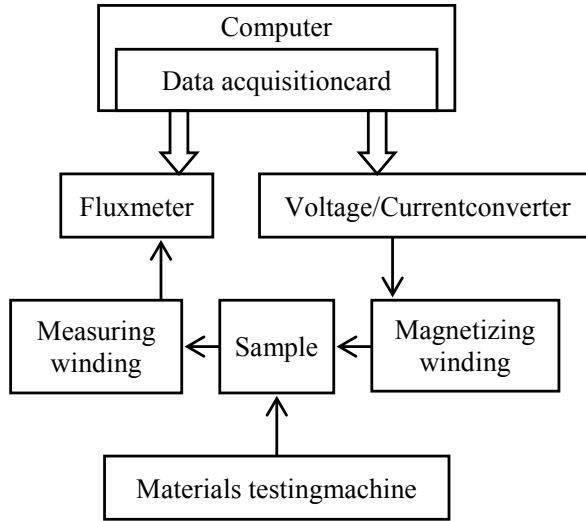 Computer
Data acquisitioncard
Fluxmeter
Voltage/Currentconverter
Measuring
winding
Sample
Magnetizing
winding
Materials testingmachine